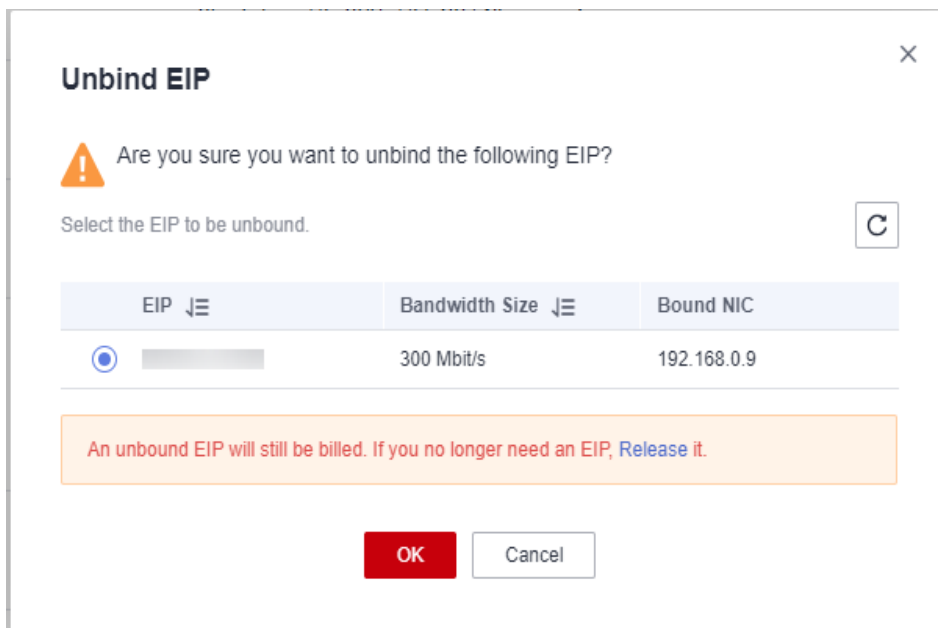 Unbind EIP
Are you sure you want to unbind the following EIP?
Select the EIP to be unbound.
EIP Bandwidth Size Bound NIC
300 Mbit/s 192.168.0.9
An unbound EIP will still be billed. If you no longer need an EIP, Release it.
OK Cancel